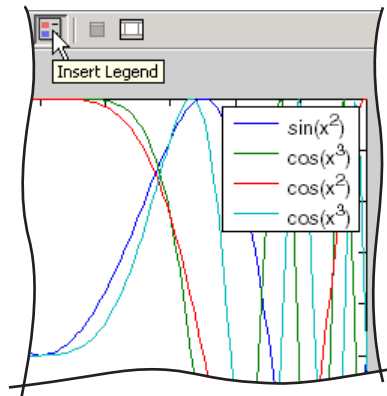 Insert Legend
sin(x²)
cos(x³)
cos(x²)
cos(x³)